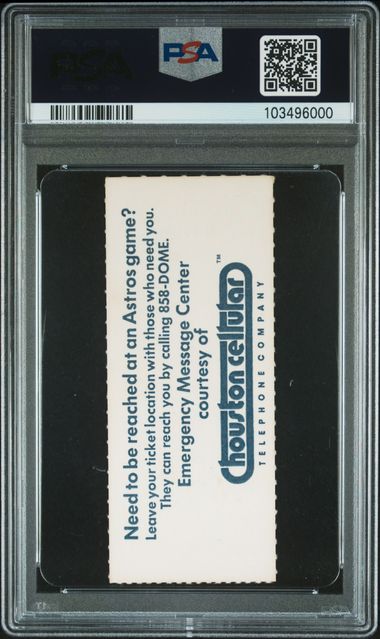 PSA
103496000
Need to be reached at an Astros game?
Leave your ticket location with those who need you.
They can reach you by calling 858-DOME.
Emergency Message Center
courtesy of
houston cellular™
TELEPHONE COMPANY
PSA